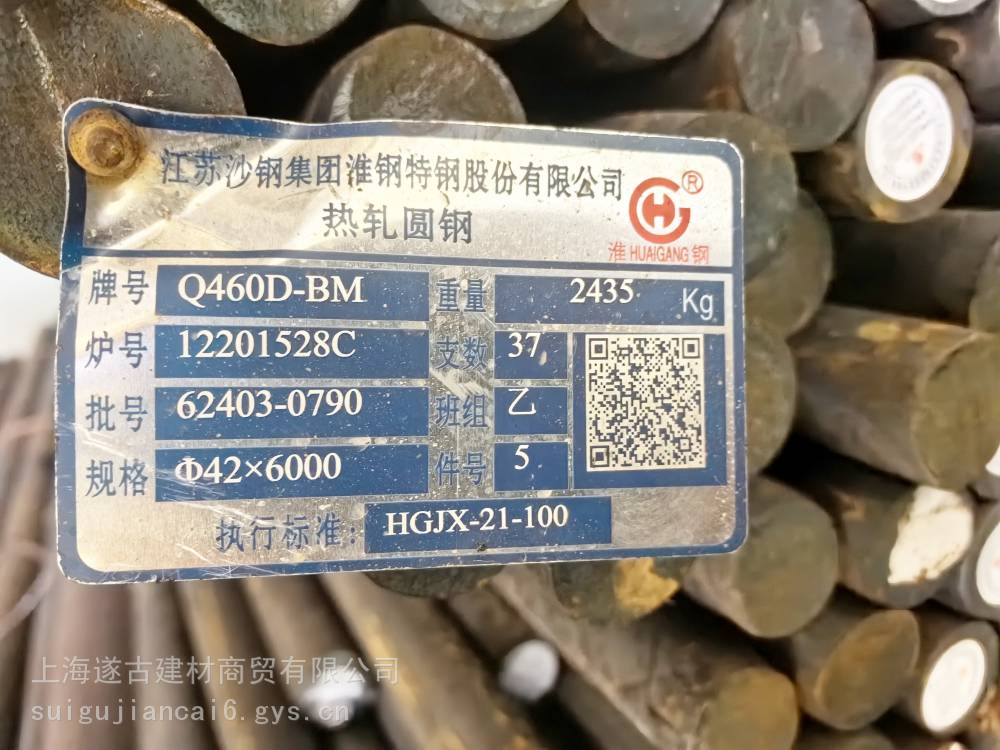 江苏沙钢集团淮钢特钢股份有限公司
热轧圆钢
®
淮 HUAIGANG 钢
牌号 Q460D-BM 重量 2435 Kg
炉号 12201528C 支数 37
批号 62403-0790 班组 乙
规格 Φ42×6000 件号 5
执行标准: HGJX-21-100
上海遂古建材商贸有限公司
suigujiancai6.gys.cn